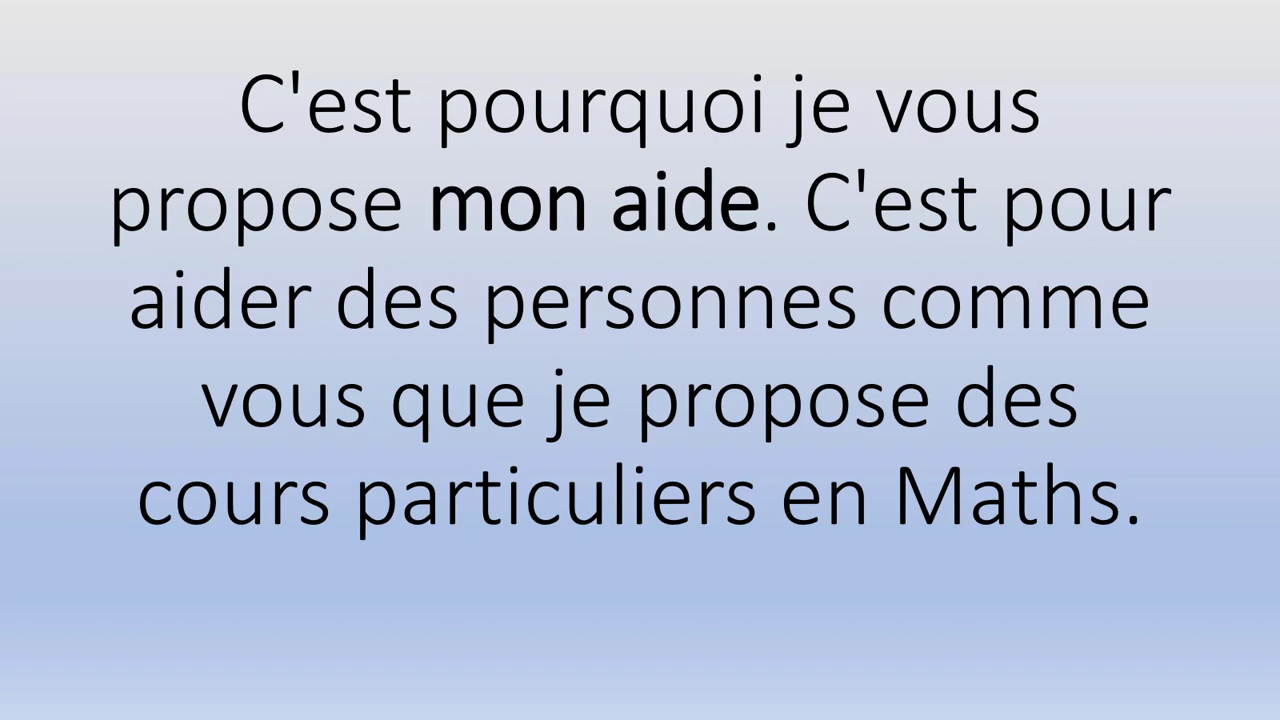 C'est pourquoi je vous
propose mon aide. C'est pour
aider des personnes comme
vous que je propose des
cours particuliers en Maths.